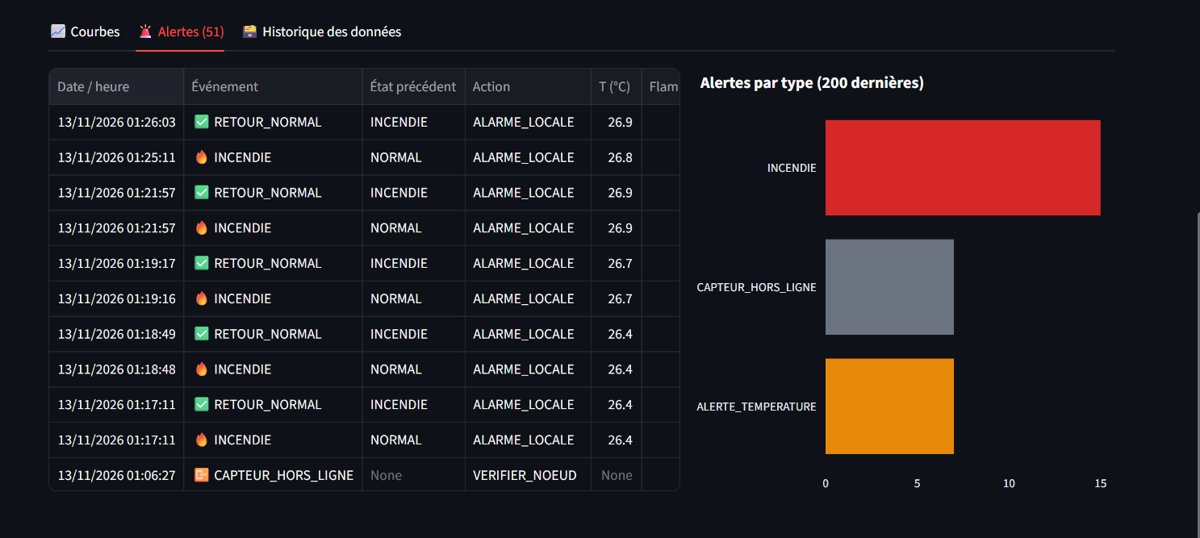 Courbes Alertes (51) Historique des données
Date / heure Événement État précédent Action T (°C) Flam
13/11/2026 01:26:03 RETOUR_NORMAL INCENDIE ALARME_LOCALE 26.9
13/11/2026 01:25:11 INCENDIE NORMAL ALARME_LOCALE 26.8
13/11/2026 01:21:57 RETOUR_NORMAL INCENDIE ALARME_LOCALE 26.9
13/11/2026 01:21:57 INCENDIE NORMAL ALARME_LOCALE 26.9
13/11/2026 01:19:17 RETOUR_NORMAL INCENDIE ALARME_LOCALE 26.7
13/11/2026 01:19:16 INCENDIE NORMAL ALARME_LOCALE 26.7
13/11/2026 01:18:49 RETOUR_NORMAL INCENDIE ALARME_LOCALE 26.4
13/11/2026 01:18:48 INCENDIE NORMAL ALARME_LOCALE 26.4
13/11/2026 01:17:11 RETOUR_NORMAL INCENDIE ALARME_LOCALE 26.4
13/11/2026 01:17:11 INCENDIE NORMAL ALARME_LOCALE 26.4
13/11/2026 01:06:27 CAPTEUR_HORS_LIGNE None VERIFIER_NOEUD None
Alertes par type (200 dernières)
INCENDIE
CAPTEUR_HORS_LIGNE
ALERTE_TEMPERATURE
0 5 10 15